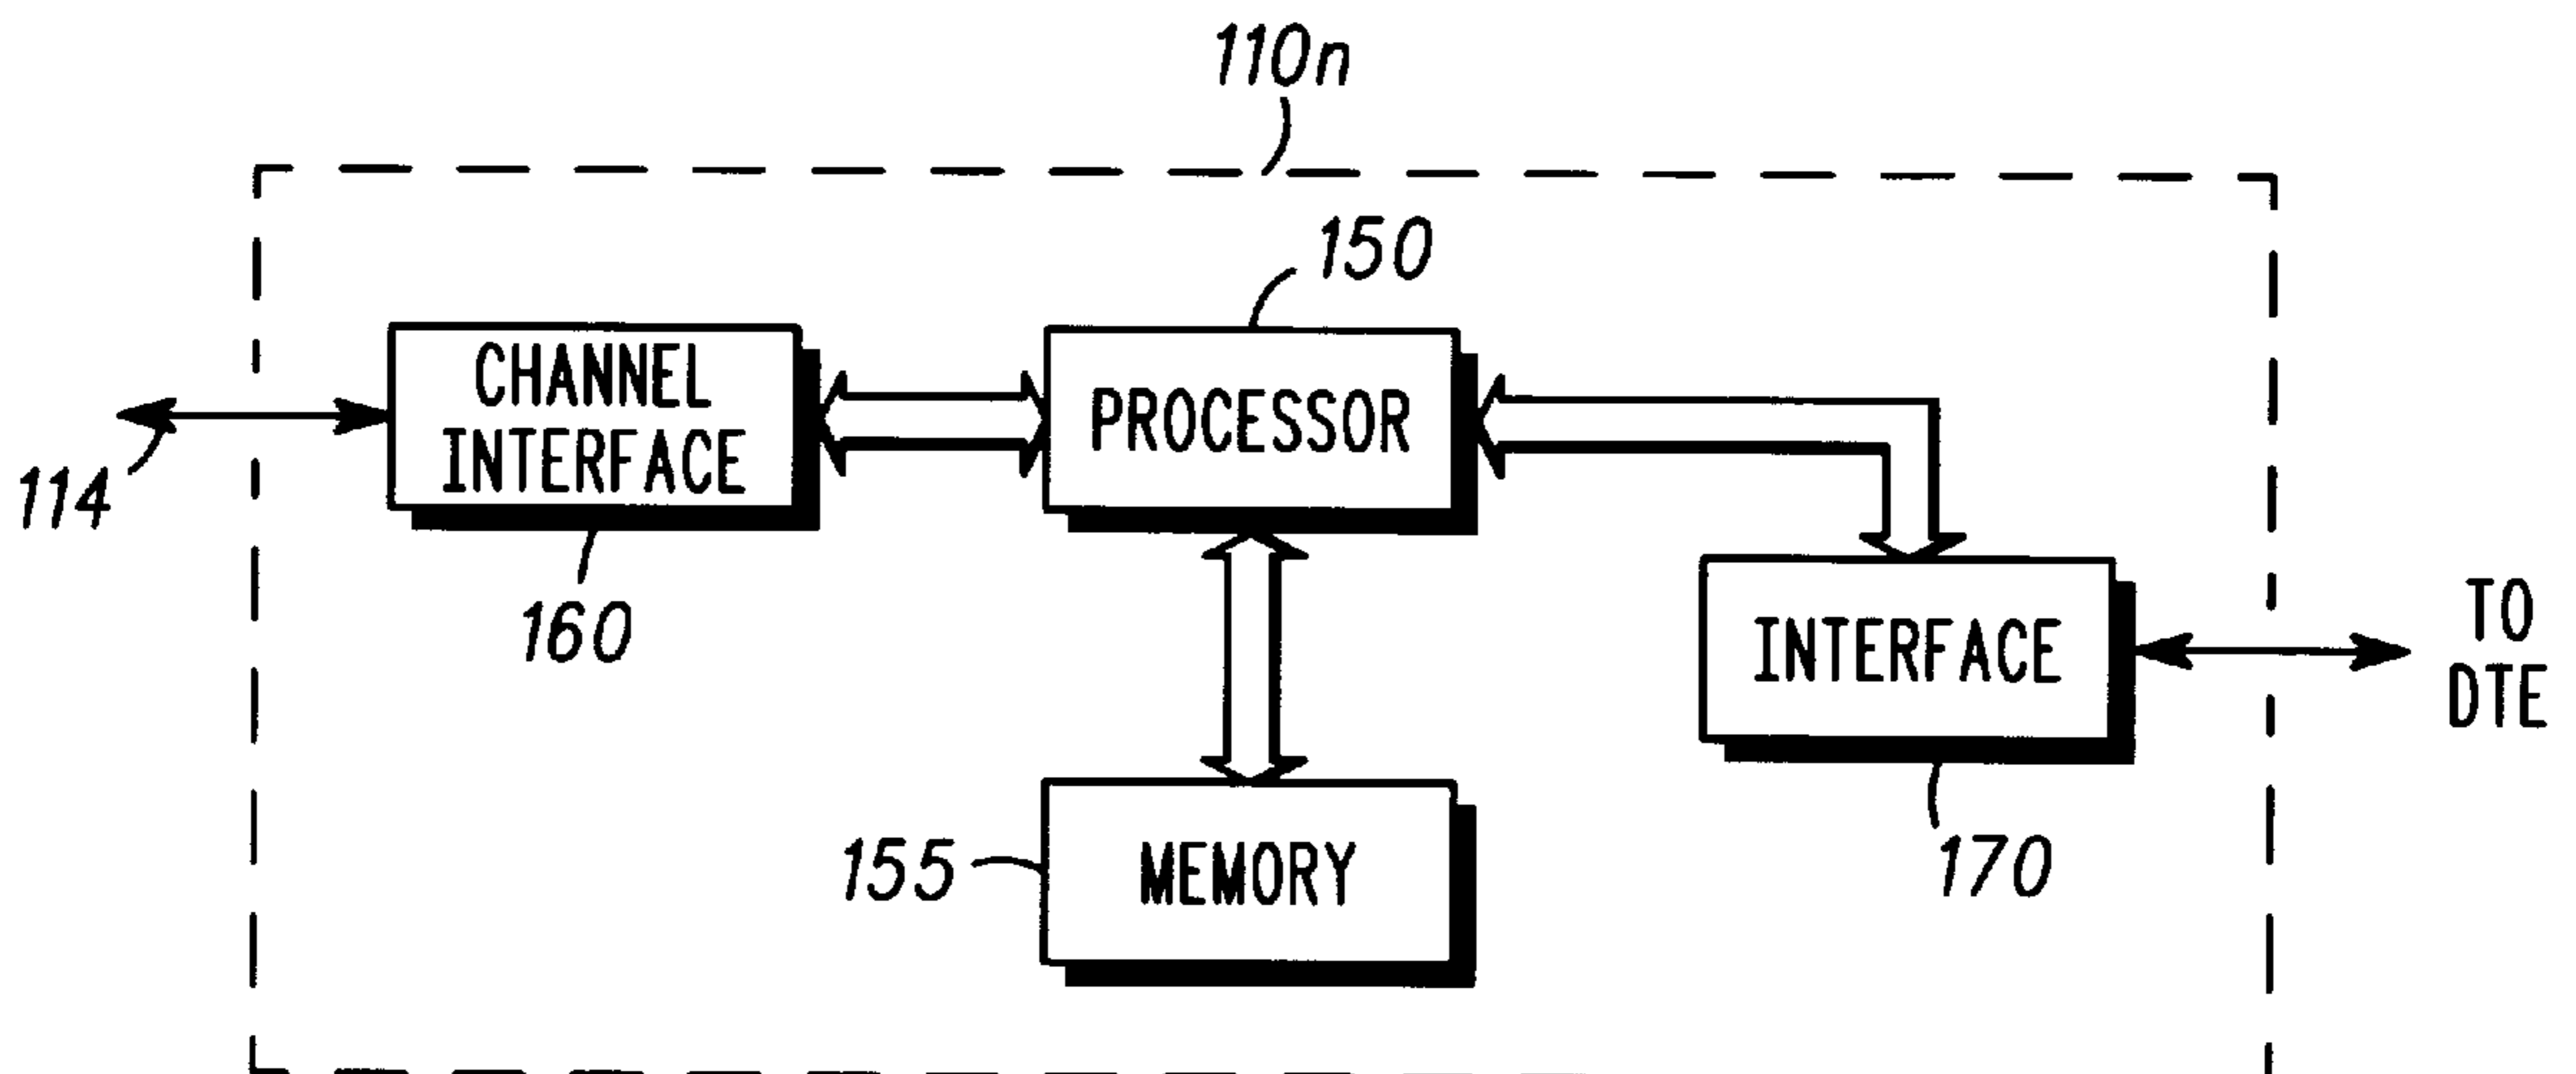 110n
150
CHANNEL
INTERFACE
PROCESSOR
114
160
INTERFACE
TO
DTE
155
MEMORY
170